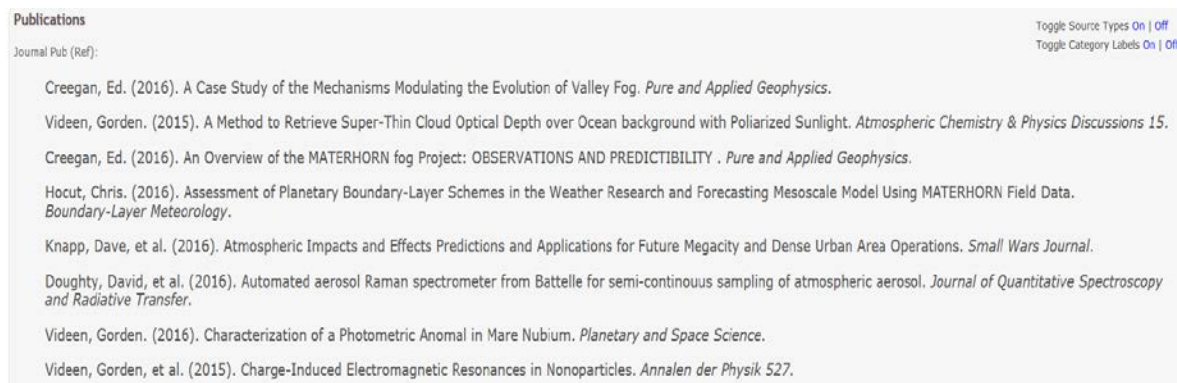 Publications
Toggle Source Types On | Off
Toggle Category Labels On | Off
Journal Pub (Ref):
Creegan, Ed. (2016). A Case Study of the Mechanisms Modulating the Evolution of Valley Fog. Pure and Applied Geophysics.
Videen, Gorden. (2015). A Method to Retrieve Super-Thin Cloud Optical Depth over Ocean background with Poliarized Sunlight. Atmospheric Chemistry & Physics Discussions 15.
Creegan, Ed. (2016). An Overview of the MATERHORN fog Project: OBSERVATIONS AND PREDICTIBILITY . Pure and Applied Geophysics.
Hocut, Chris. (2016). Assessment of Planetary Boundary-Layer Schemes in the Weather Research and Forecasting Mesoscale Model Using MATERHORN Field Data.
Boundary-Layer Meteorology.
Knapp, Dave, et al. (2016). Atmospheric Impacts and Effects Predictions and Applications for Future Megacity and Dense Urban Area Operations. Small Wars Journal.
Doughty, David, et al. (2016). Automated aerosol Raman spectrometer from Battelle for semi-continouus sampling of atmospheric aerosol. Journal of Quantitative Spectroscopy
and Radiative Transfer.
Videen, Gorden. (2016). Characterization of a Photometric Anomal in Mare Nubium. Planetary and Space Science.
Videen, Gorden, et al. (2015). Charge-Induced Electromagnetic Resonances in Nonoparticles. Annalen der Physik 527.